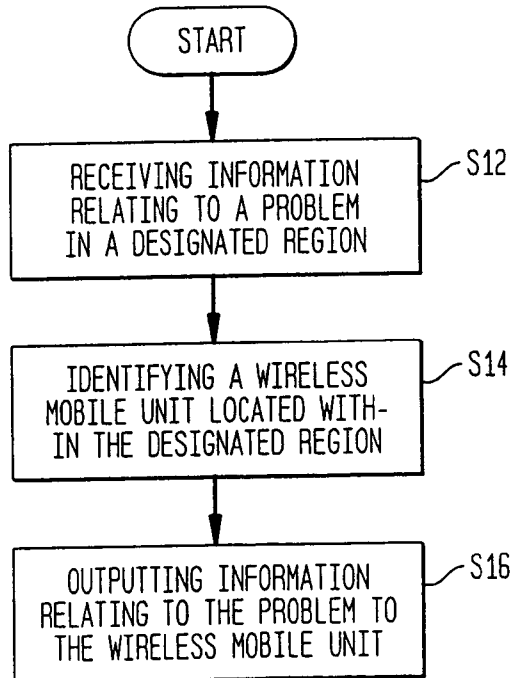 START
RECEIVING INFORMATION
RELATING TO A PROBLEM
IN A DESIGNATED REGION
S12
IDENTIFYING A WIRELESS
MOBILE UNIT LOCATED WITH-
IN THE DESIGNATED REGION
S14
OUTPUTTING INFORMATION
RELATING TO THE PROBLEM TO
THE WIRELESS MOBILE UNIT
S16